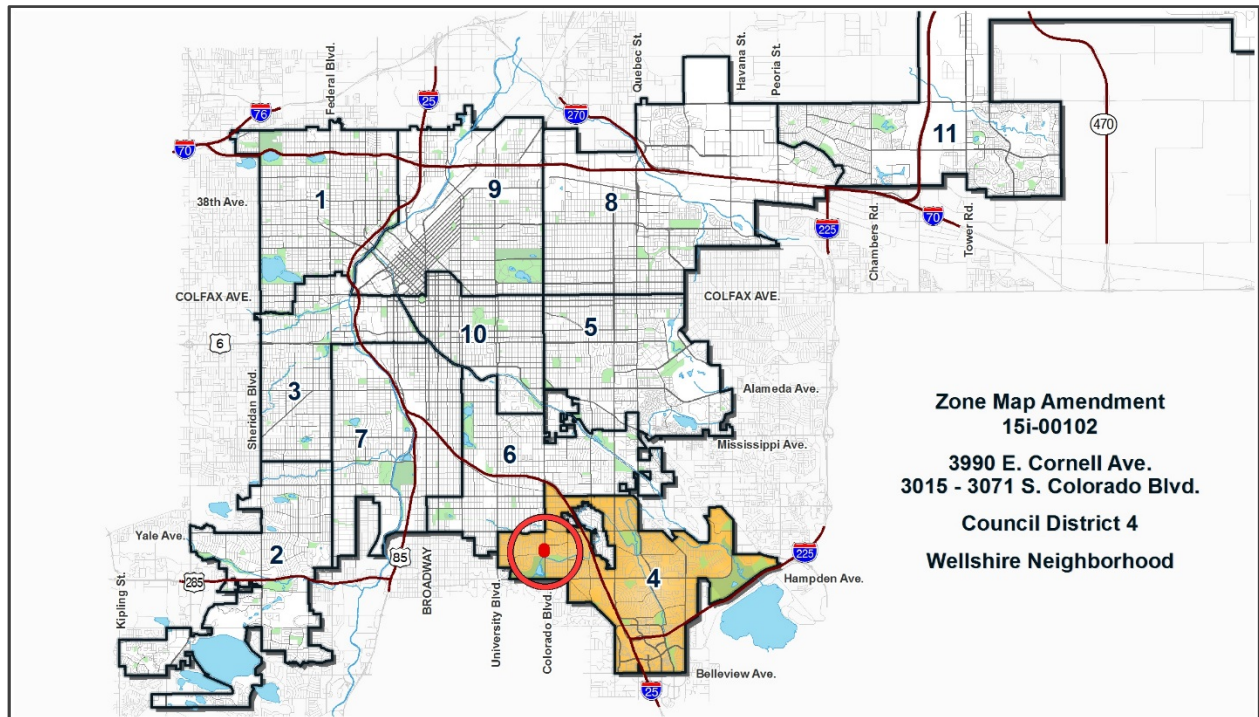 Federal Blvd.
Quebec St.
Havana St.
Peoria St.
76
25
270
470
70
11
9
1
8
38th Ave.
225
Chambers Rd.
70
Tower Rd.
COLFAX AVE.
COLFAX AVE.
6
10
5
3
Sheridan Blvd.
Alameda Ave.
7
Mississippi Ave.
6
Zone Map Amendment
15i-00102
3990 E. Cornell Ave.
3015 - 3071 S. Colorado Blvd.
Council District 4
Wellshire Neighborhood
Yale Ave.
2
85
BROADWAY
225
285
4
Hampden Ave.
Kipling St.
University Blvd.
Colorado Blvd.
Belleview Ave.
25